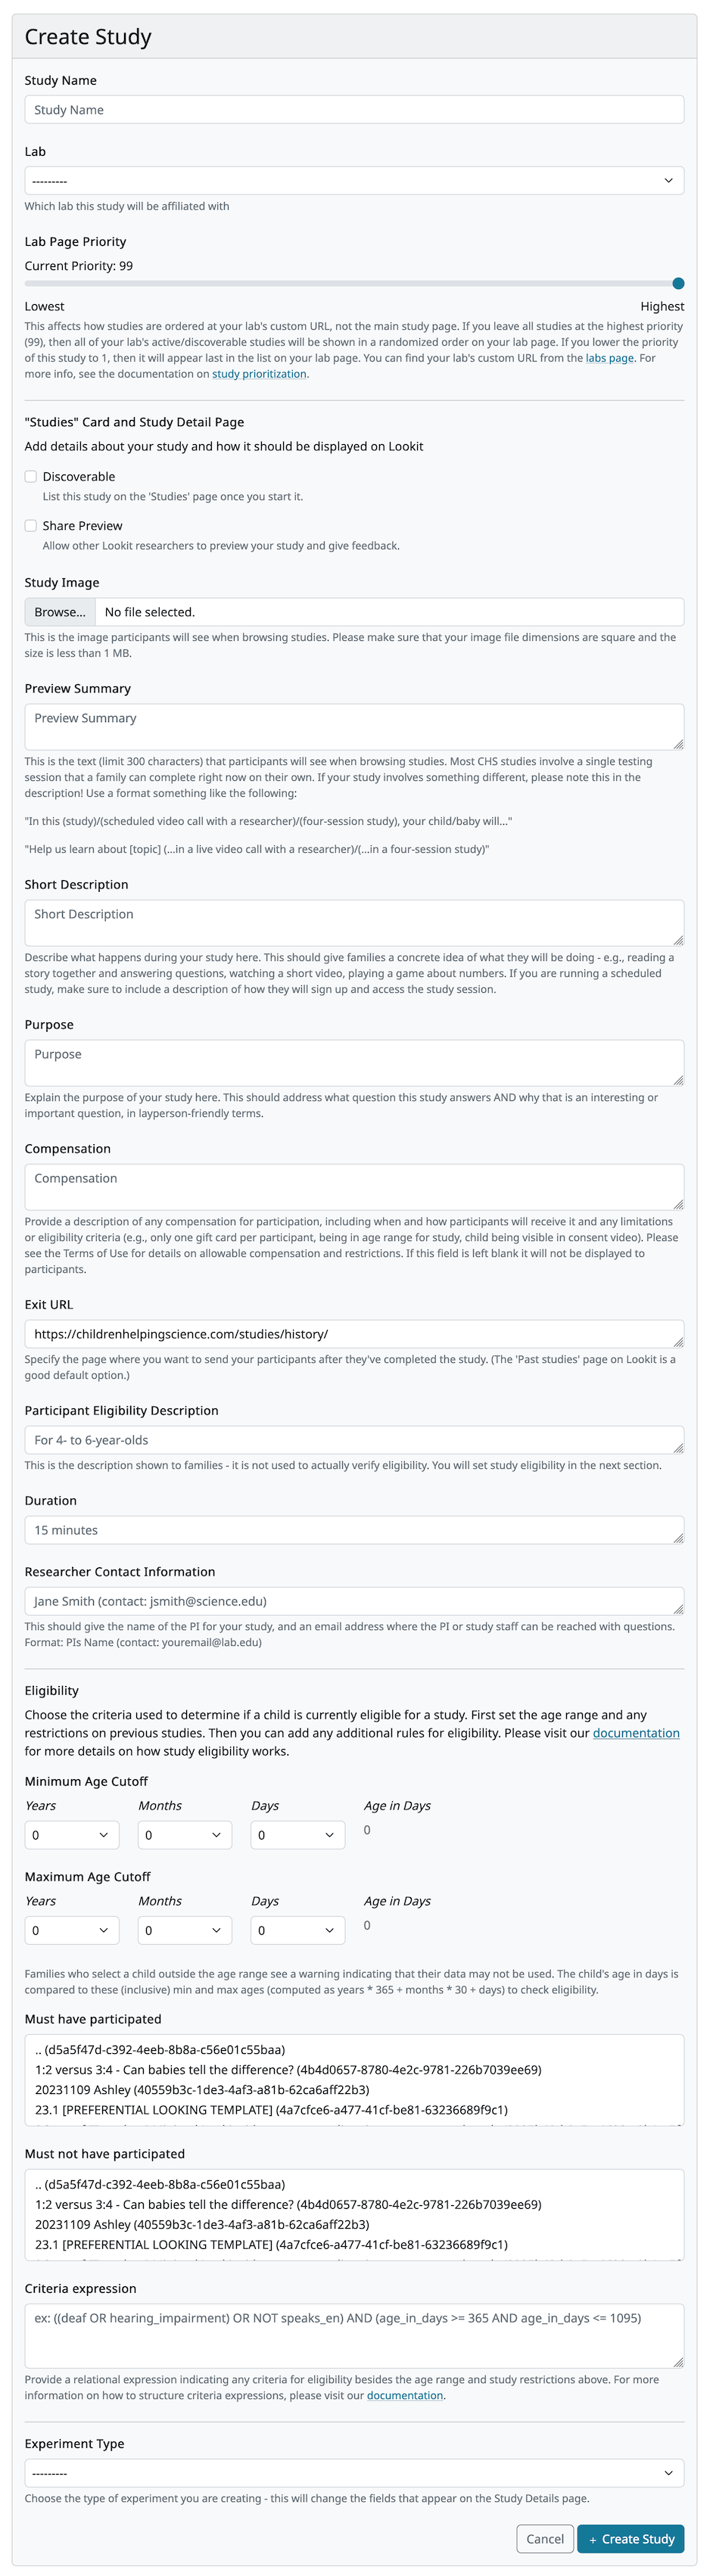 Create Study
Study Name
Study Name
Lab
---------
Which lab this study will be affiliated with
Lab Page Priority
Current Priority: 99
Lowest Highest
This affects how studies are ordered at your lab's custom URL, not the main study page. If you leave all studies at the highest priority
(99), then all of your lab's active/discoverable studies will be shown in a randomized order on your lab page. If you lower the priority
of this study to 1, then it will appear last in the list on your lab page. You can find your lab's custom URL from the labs page. For
more info, see the documentation on study prioritization.
"Studies" Card and Study Detail Page
Add details about your study and how it should be displayed on Lookit
Discoverable
List this study on the 'Studies' page once you start it.
Share Preview
Allow other Lookit researchers to preview your study and give feedback.
Study Image
Browse... No file selected.
This is the image participants will see when browsing studies. Please make sure that your image file dimensions are square and the
size is less than 1 MB.
Preview Summary
Preview Summary
This is the text (limit 300 characters) that participants will see when browsing studies. Most CHS studies involve a single testing
session that a family can complete right now on their own. If your study involves something different, please note this in the
description! Use a format something like the following:
"In this (study)/(scheduled video call with a researcher)/(four-session study), your child/baby will..."
"Help us learn about [topic] (...in a live video call with a researcher)/(...in a four-session study)"
Short Description
Short Description
Describe what happens during your study here. This should give families a concrete idea of what they will be doing - e.g., reading a
story together and answering questions, watching a short video, playing a game about numbers. If you are running a scheduled
study, make sure to include a description of how they will sign up and access the study session.
Purpose
Purpose
Explain the purpose of your study here. This should address what question this study answers AND why that is an interesting or
important question, in layperson-friendly terms.
Compensation
Compensation
Provide a description of any compensation for participation, including when and how participants will receive it and any limitations
or eligibility criteria (e.g., only one gift card per participant, being in age range for study, child being visible in consent video). Please
see the Terms of Use for details on allowable compensation and restrictions. If this field is left blank it will not be displayed to
participants.
Exit URL
https://childrenhelpingscience.com/studies/history/
Specify the page where you want to send your participants after they've completed the study. (The 'Past studies' page on Lookit is a
good default option.)
Participant Eligibility Description
For 4- to 6-year-olds
This is the description shown to families - it is not used to actually verify eligibility. You will set study eligibility in the next section.
Duration
15 minutes
Researcher Contact Information
Jane Smith (contact: jsmith@science.edu)
This should give the name of the PI for your study, and an email address where the PI or study staff can be reached with questions.
Format: PIs Name (contact: youremail@lab.edu)
Eligibility
Choose the criteria used to determine if a child is currently eligible for a study. First set the age range and any
restrictions on previous studies. Then you can add any additional rules for eligibility. Please visit our documentation
for more details on how study eligibility works.
Minimum Age Cutoff
Years Months Days Age in Days
0 0 0 0
Maximum Age Cutoff
Years Months Days Age in Days
0 0 0 0
Families who select a child outside the age range see a warning indicating that their data may not be used. The child's age in days is
compared to these (inclusive) min and max ages (computed as years * 365 + months * 30 + days) to check eligibility.
Must have participated
.. (d5a5f47d-c392-4eeb-8b8a-c56e01c55baa)
1:2 versus 3:4 - Can babies tell the difference? (4b4d0657-8780-4e2c-9781-226b7039ee69)
20231109 Ashley (40559b3c-1de3-4af3-a81b-62ca6aff22b3)
23.1 [PREFERENTIAL LOOKING TEMPLATE] (4a7cfce6-a477-41cf-be81-63236689f9c1)
Must not have participated
.. (d5a5f47d-c392-4eeb-8b8a-c56e01c55baa)
1:2 versus 3:4 - Can babies tell the difference? (4b4d0657-8780-4e2c-9781-226b7039ee69)
20231109 Ashley (40559b3c-1de3-4af3-a81b-62ca6aff22b3)
23.1 [PREFERENTIAL LOOKING TEMPLATE] (4a7cfce6-a477-41cf-be81-63236689f9c1)
Criteria expression
ex: ((deaf OR hearing_impairment) OR NOT speaks_en) AND (age_in_days >= 365 AND age_in_days <= 1095)
Provide a relational expression indicating any criteria for eligibility besides the age range and study restrictions above. For more
information on how to structure criteria expressions, please visit our documentation.
Experiment Type
---------
Choose the type of experiment you are creating - this will change the fields that appear on the Study Details page.
Cancel + Create Study